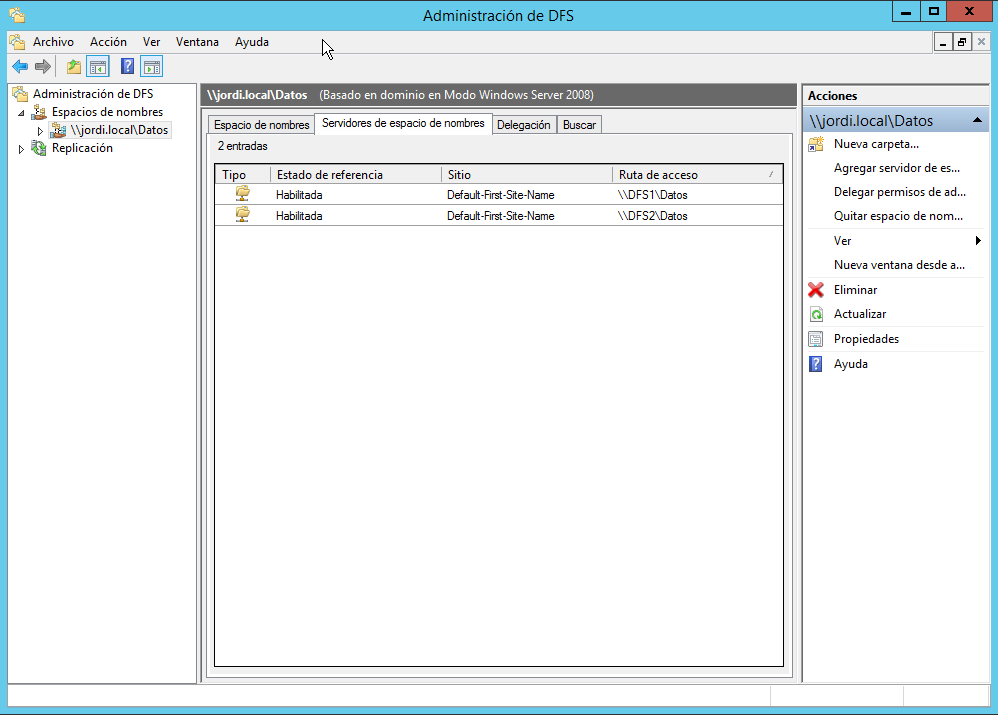 Administración de DFS
Archivo Acción Ver Ventana Ayuda
Administración de DFS
Espacios de nombres
\\jordi.local\Datos
Replicación
\\jordi.local\Datos (Basado en dominio en Modo Windows Server 2008)
Espacio de nombres Servidores de espacio de nombres Delegación Buscar
2 entradas
Tipo Estado de referencia Sitio Ruta de acceso
Habilitada Default-First-Site-Name \\DFS1\Datos
Habilitada Default-First-Site-Name \\DFS2\Datos
Acciones
\\jordi.local\Datos
Nueva carpeta...
Agregar servidor de es...
Delegar permisos de ad...
Quitar espacio de nom...
Ver
Nueva ventana desde a...
Eliminar
Actualizar
Propiedades
Ayuda